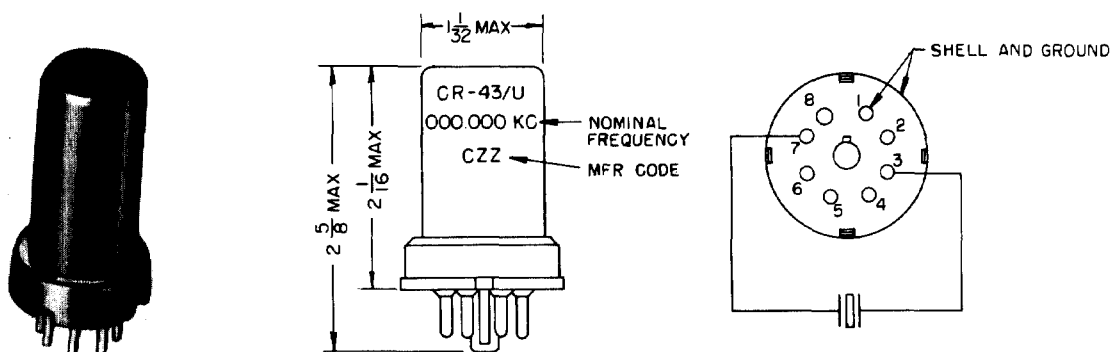 1 1/32 MAX
2 5/8 MAX
2 1/16 MAX
CR-43/U
000.000 KC
CZZ
NOMINAL
FREQUENCY
MFR CODE
SHELL AND GROUND
8
1
7
2
6
3
5
4